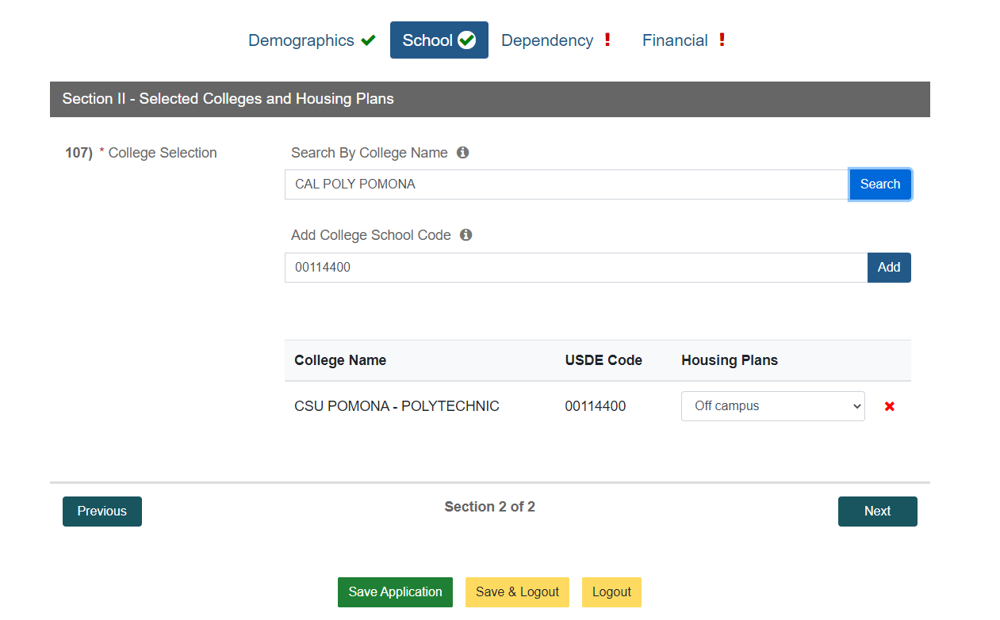 Demographics School Dependency Financial
Section II - Selected Colleges and Housing Plans
107) * College Selection
Search By College Name
CAL POLY POMONA Search
Add College School Code
00114400 Add
College Name USDE Code Housing Plans
CSU POMONA - POLYTECHNIC 00114400 Off campus
Previous Section 2 of 2 Next
Save Application Save & Logout Logout